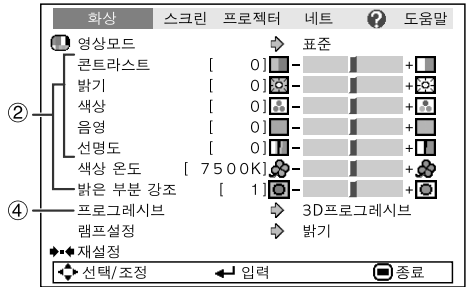 화상 스크린 프로젝터 네트 ? 도움말
영상모드 표준
② 콘트라스트 [ 0] - +
밝기 [ 0] - +
색상 [ 0] - +
음영 [ 0] - +
선명도 [ 0] - +
색상 온도 [ 7500K] - +
밝은 부분 강조 [ 1] - +
④ 프로그레시브 3D프로그레시브
램프설정 밝기
재설정
선택/조정 입력 종료